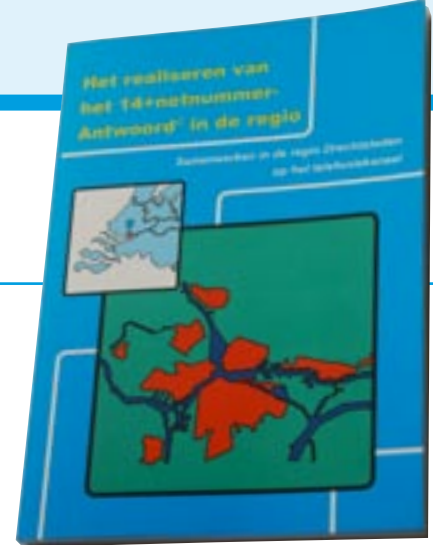 Het realiseren van
het 14+netnummer-
Antwoord© in de regio
Samenwerken in de regio Drechtsteden
op het telefoniekanaal